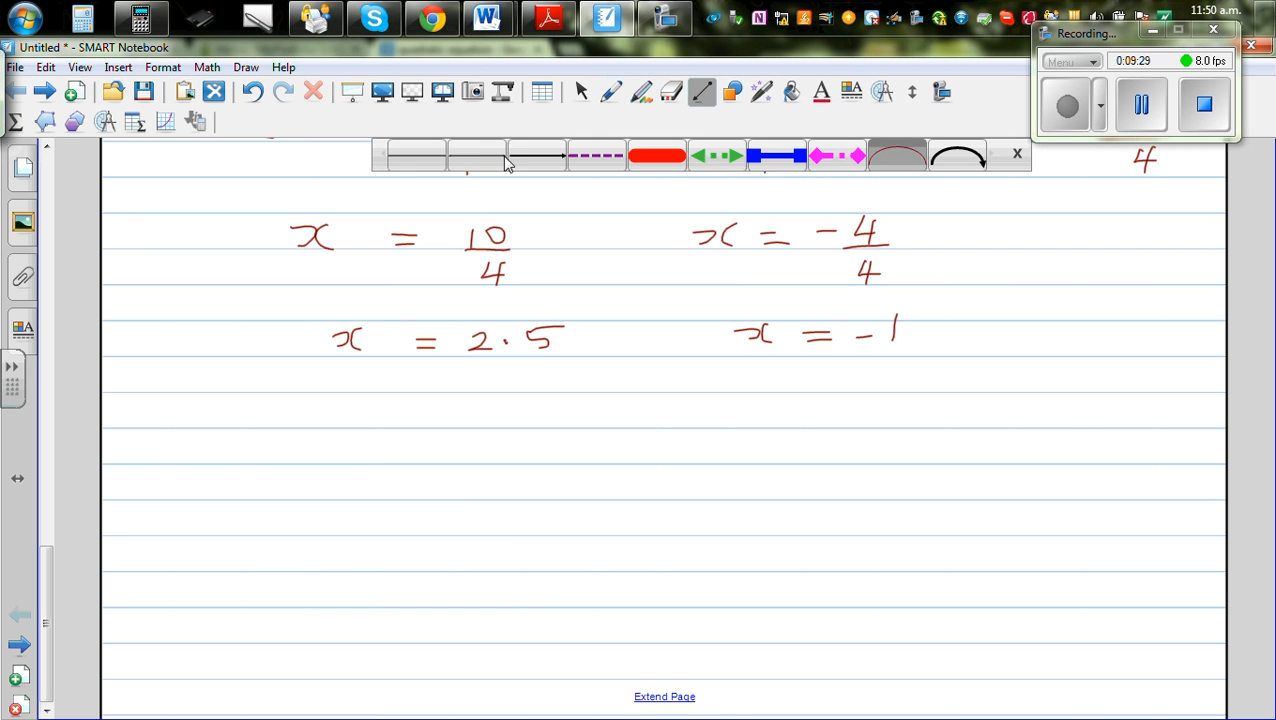 11:50 a.m.
Untitled * - SMART Notebook
Recording...
File Edit View Insert Format Math Draw Help
Menu 0:09:29 8.0 fps
4
x = 10/4 x = -4/4
x = 2.5 x = -1
Extend Page